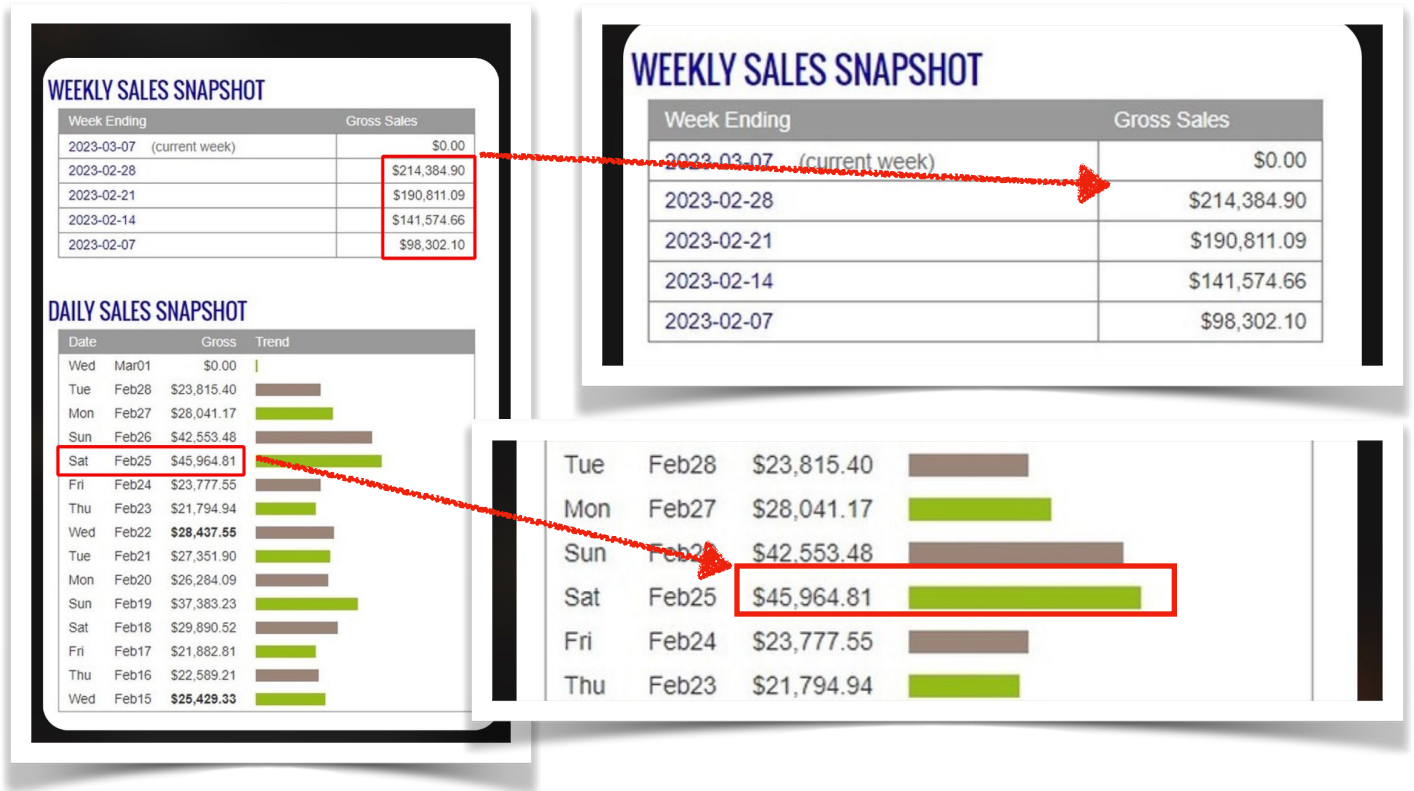 WEEKLY SALES SNAPSHOT
Week Ending Gross Sales
2023-03-07 (current week) $0.00
2023-02-28 $214,384.90
2023-02-21 $190,811.09
2023-02-14 $141,574.66
2023-02-07 $98,302.10
DAILY SALES SNAPSHOT
Date Gross Trend
Wed Mar01 $0.00
Tue Feb28 $23,815.40
Mon Feb27 $28,041.17
Sun Feb26 $42,553.48
Sat Feb25 $45,964.81
Fri Feb24 $23,777.55
Thu Feb23 $21,794.94
Wed Feb22 $28,437.55
Tue Feb21 $27,351.90
Mon Feb20 $26,284.09
Sun Feb19 $37,383.23
Sat Feb18 $29,890.52
Fri Feb17 $21,882.81
Thu Feb16 $22,589.21
Wed Feb15 $25,429.33
WEEKLY SALES SNAPSHOT
Week Ending Gross Sales
2023-03-07 (current week) $0.00
2023-02-28 $214,384.90
2023-02-21 $190,811.09
2023-02-14 $141,574.66
2023-02-07 $98,302.10
Tue Feb28 $23,815.40
Mon Feb27 $28,041.17
Sun Feb26 $42,553.48
Sat Feb25 $45,964.81
Fri Feb24 $23,777.55
Thu Feb23 $21,794.94